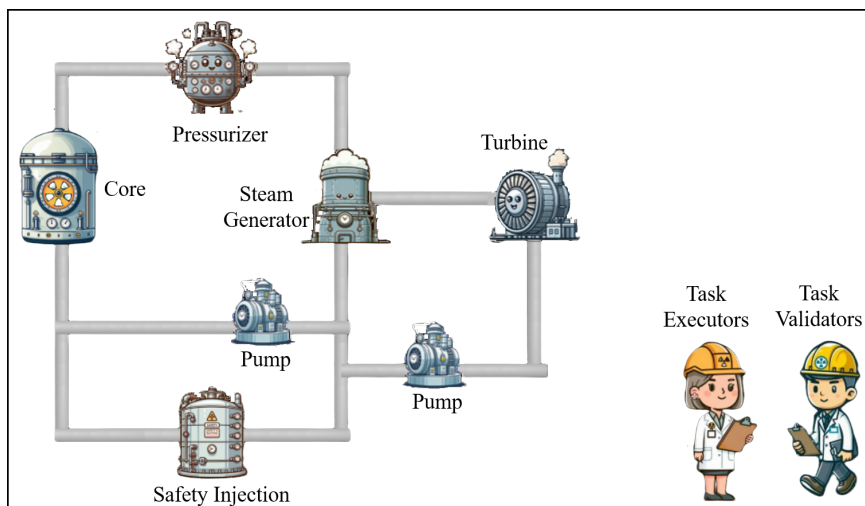 Pressurizer
Turbine
Core
Steam
Generator
Task
Executors
Task
Validators
Pump
Pump
Safety Injection